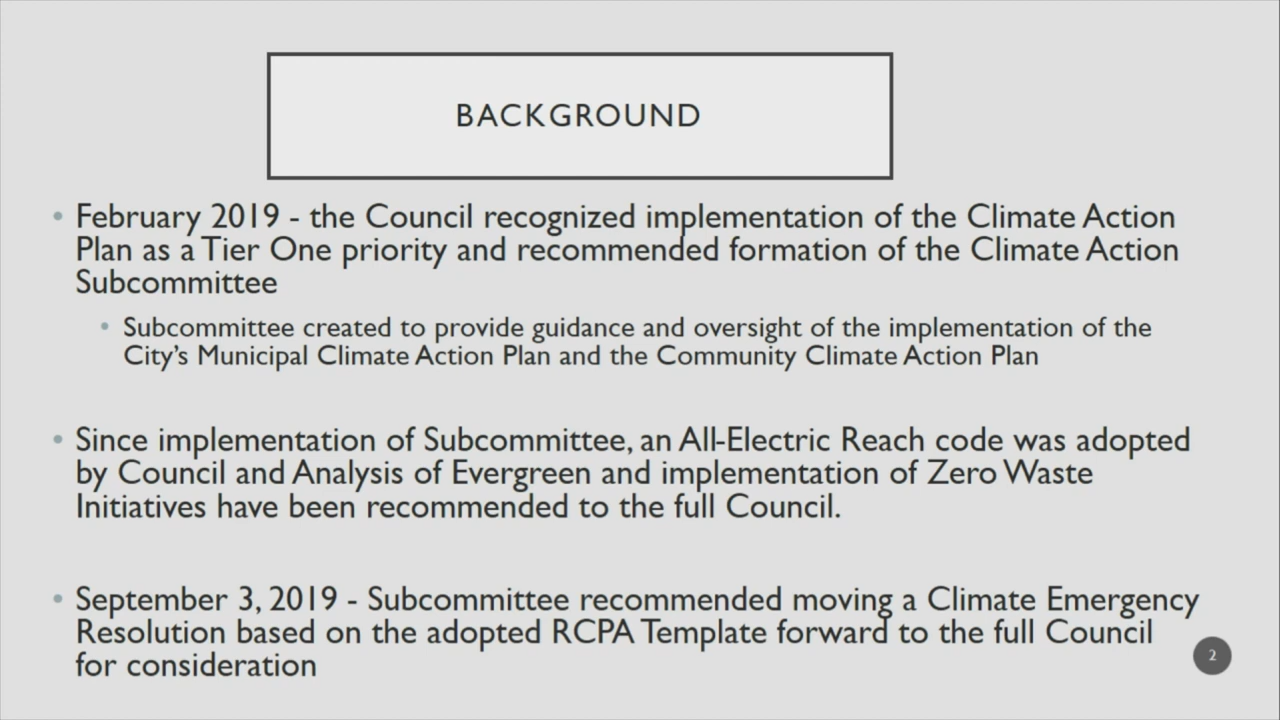 BACKGROUND
• February 2019 - the Council recognized implementation of the Climate Action
Plan as a Tier One priority and recommended formation of the Climate Action
Subcommittee
• Subcommittee created to provide guidance and oversight of the implementation of the
City’s Municipal Climate Action Plan and the Community Climate Action Plan
• Since implementation of Subcommittee, an All-Electric Reach code was adopted
by Council and Analysis of Evergreen and implementation of Zero Waste
Initiatives have been recommended to the full Council.
• September 3, 2019 - Subcommittee recommended moving a Climate Emergency
Resolution based on the adopted RCPA Template forward to the full Council
for consideration
2